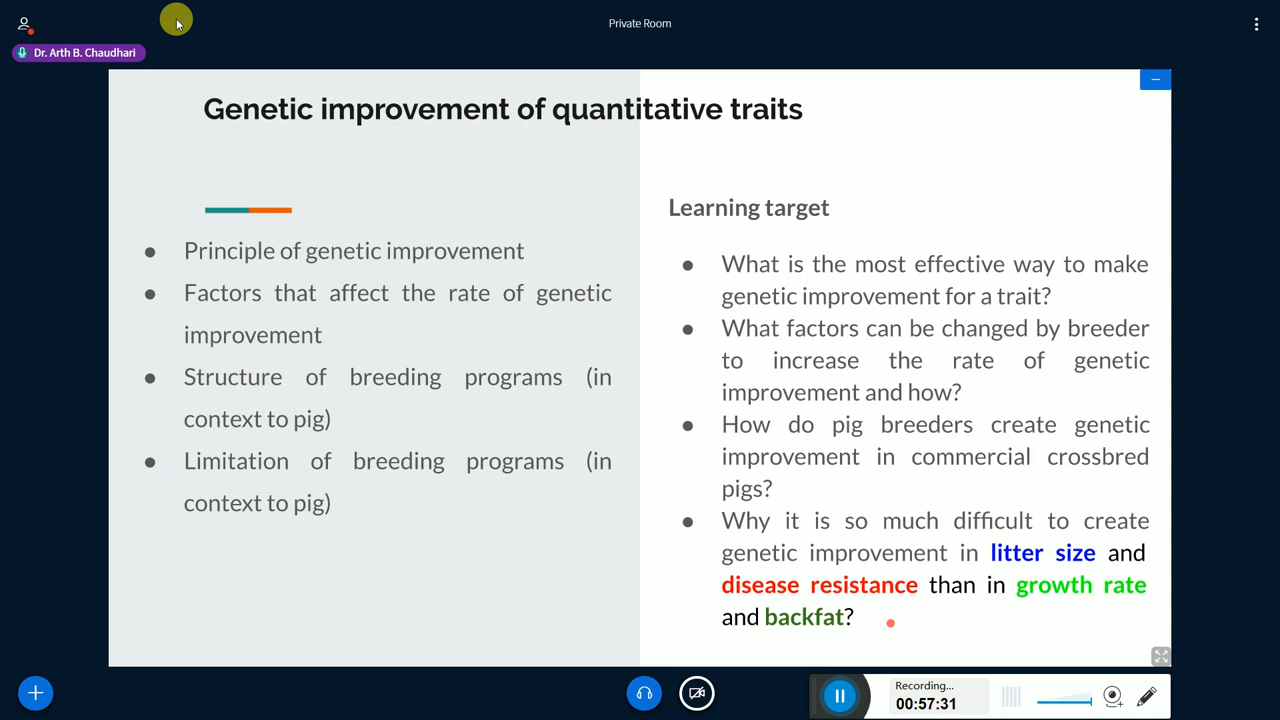 Private Room
Dr. Arth B. Chaudhari
Genetic improvement of quantitative traits
● Principle of genetic improvement
● Factors that affect the rate of genetic
improvement
● Structure of breeding programs (in
context to pig)
● Limitation of breeding programs (in
context to pig)
Learning target
● What is the most effective way to make
genetic improvement for a trait?
● What factors can be changed by breeder
to increase the rate of genetic
improvement and how?
● How do pig breeders create genetic
improvement in commercial crossbred
pigs?
● Why it is so much difficult to create
genetic improvement in litter size and
disease resistance than in growth rate
and backfat?
Recording...
00:57:31